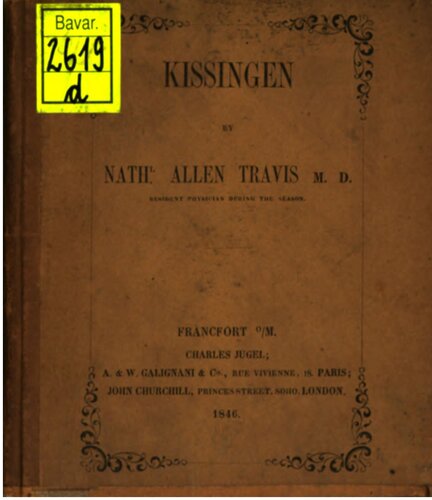 Bavar.
2619
d
KISSINGEN
BY
NATHL. ALLEN TRAVIS M. D.
RESIDENT PHYSICIAN DURING THE SEASON.
FRANCFORT O/M.
CHARLES JUGEL;
A. & W. GALIGNANI & Co., RUE VIVIENNE, 18. PARIS;
JOHN CHURCHILL, PRINCES STREET, SOHO. LONDON.
1846.